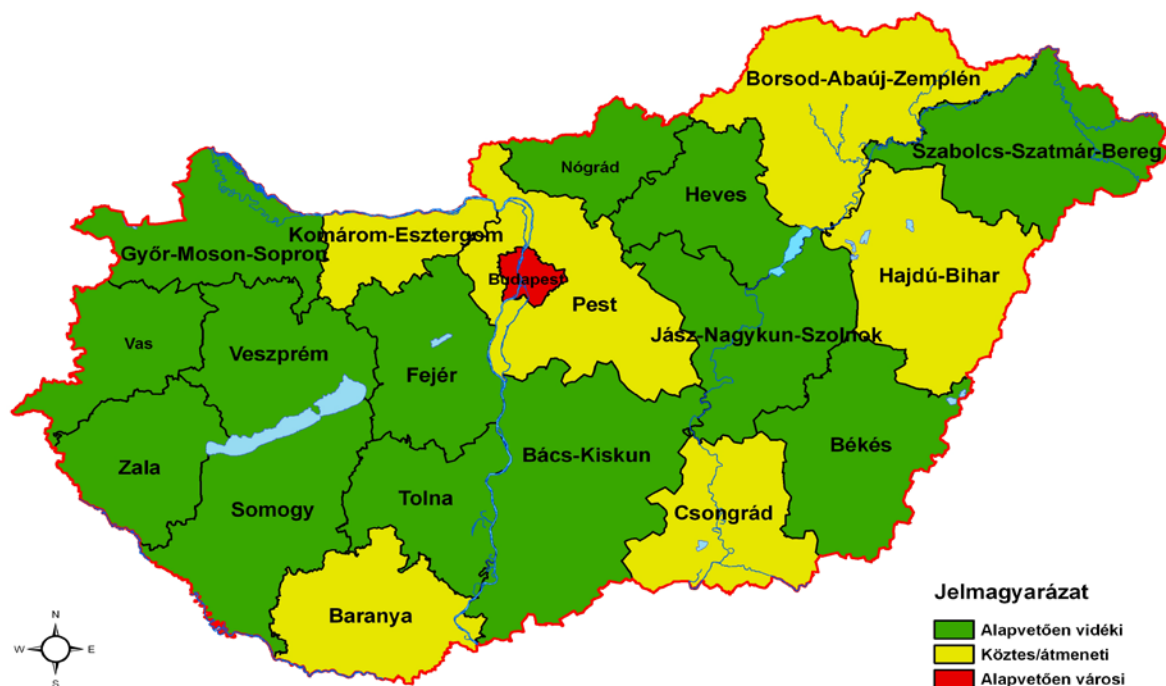 Borsod-Abaúj-Zemplén
Szabolcs-Szatmár-Bereg
Nógrád
Heves
Komárom-Esztergom
Győr-Moson-Sopron
Budapest
Pest
Hajdú-Bihar
Jász-Nagykun-Szolnok
Vas
Veszprém
Fejér
Zala
Bács-Kiskun
Békés
Tolna
Somogy
Csongrád
Baranya
Jelmagyarázat
Alapvetően vidéki
Köztes/átmeneti
Alapvetően városi
N
W E
S